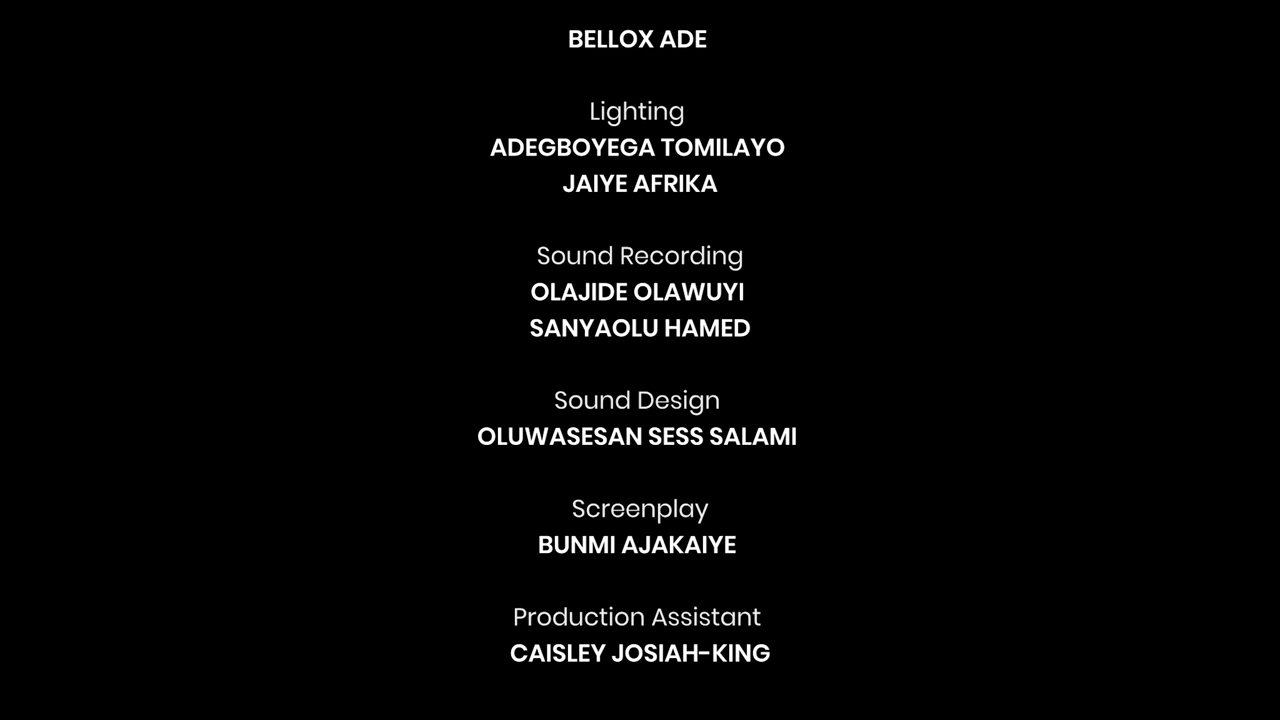 BELLOX ADE
Lighting
ADEGBOYEGA TOMILAYO
JAIYE AFRIKA
Sound Recording
OLAJIDE OLAWUYI
SANYAOLU HAMED
Sound Design
OLUWASESAN SESS SALAMI
Screenplay
BUNMI AJAKAIYE
Production Assistant
CAISLEY JOSIAH-KING